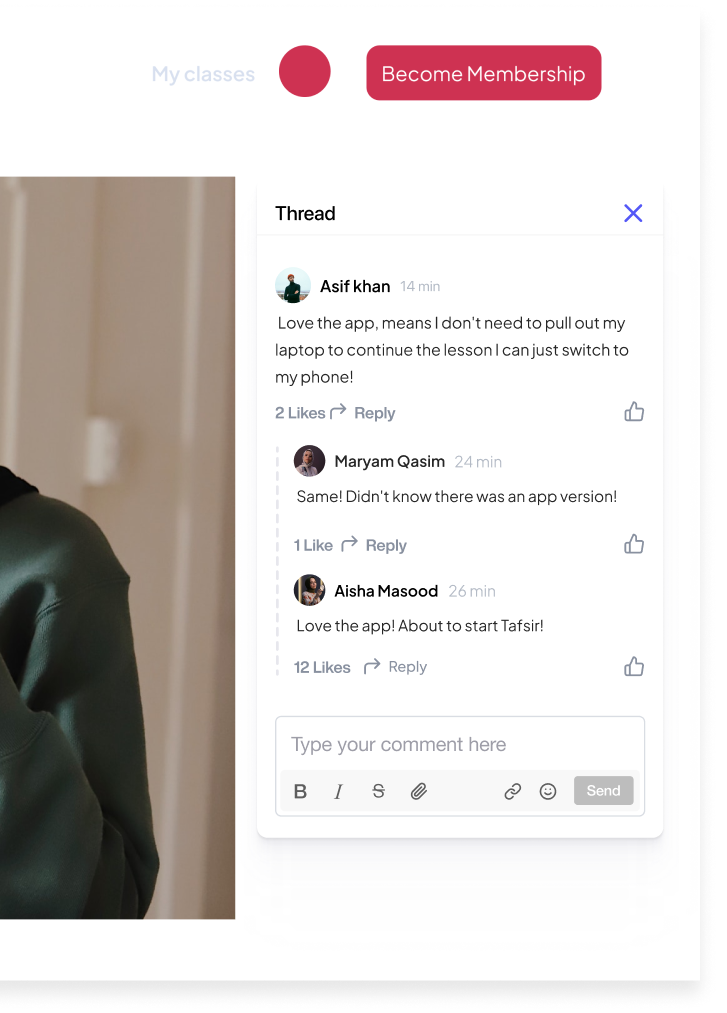 My classes
Become Membership
Thread
Asif khan 14 min
Love the app, means I don't need to pull out my
laptop to continue the lesson I can just switch to
my phone!
2 Likes Reply
Maryam Qasim 24 min
Same! Didn't know there was an app version!
1 Like Reply
Aisha Masood 26 min
Love the app! About to start Tafsir!
12 Likes Reply
Type your comment here
B I S Send